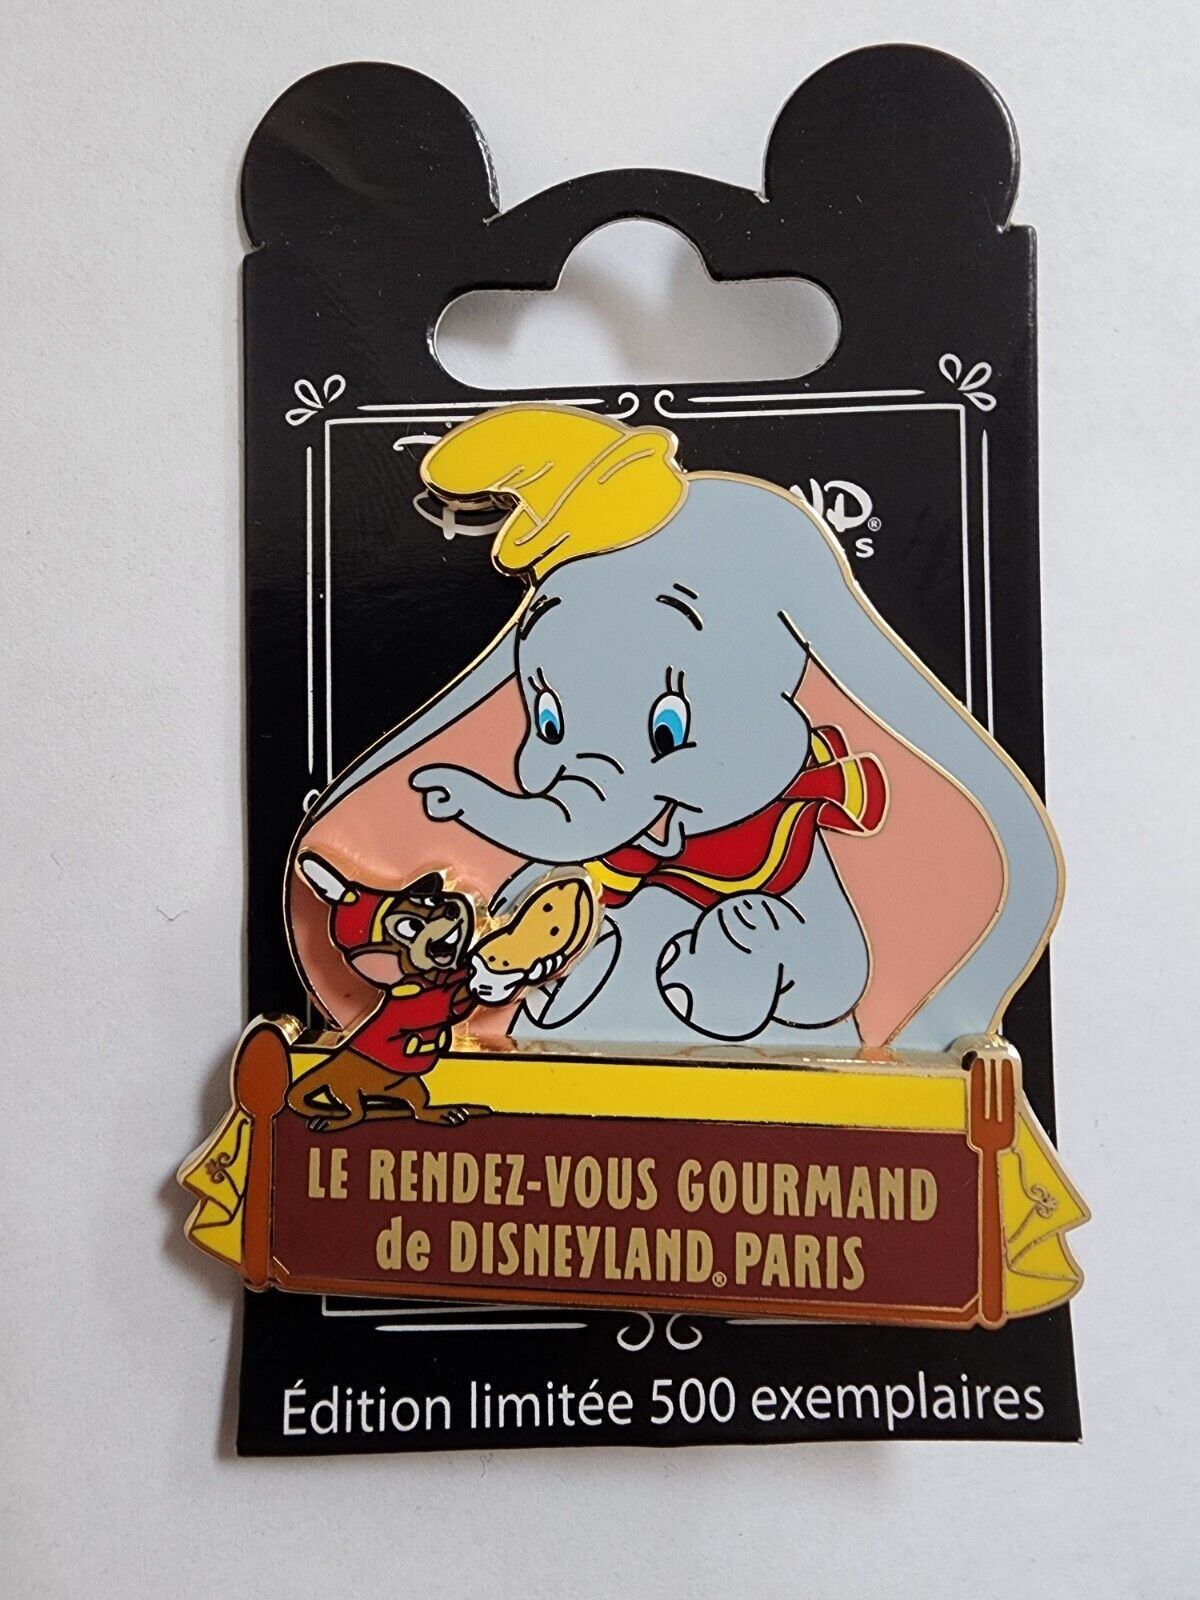 LE RENDEZ-VOUS GOURMAND
de DISNEYLAND® PARIS
Édition limitée 500 exemplaires